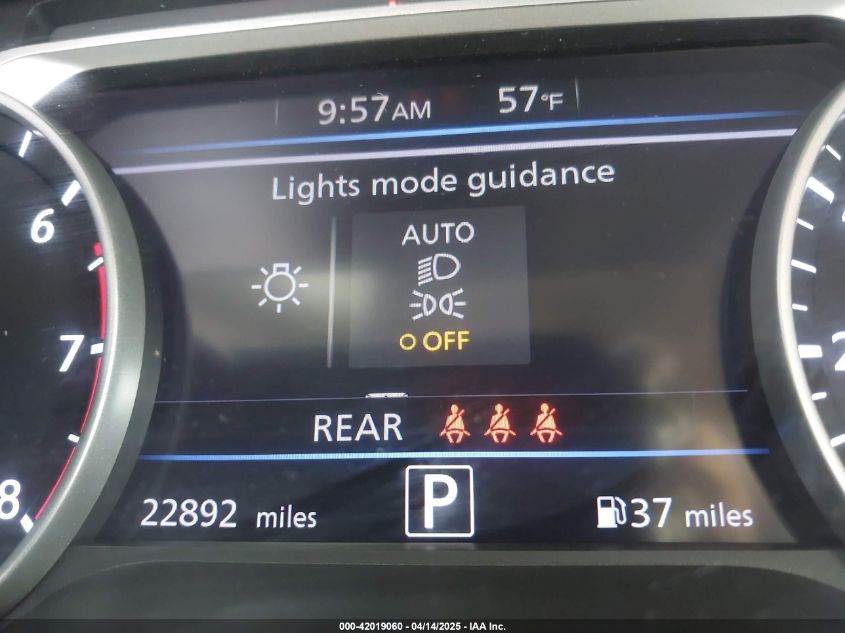 9:57AM 57°F
Lights mode guidance
6
AUTO
7
OFF
2
REAR
8
22892 miles
P
37 miles
000-42019060 - 04/14/2025 - IAA Inc.